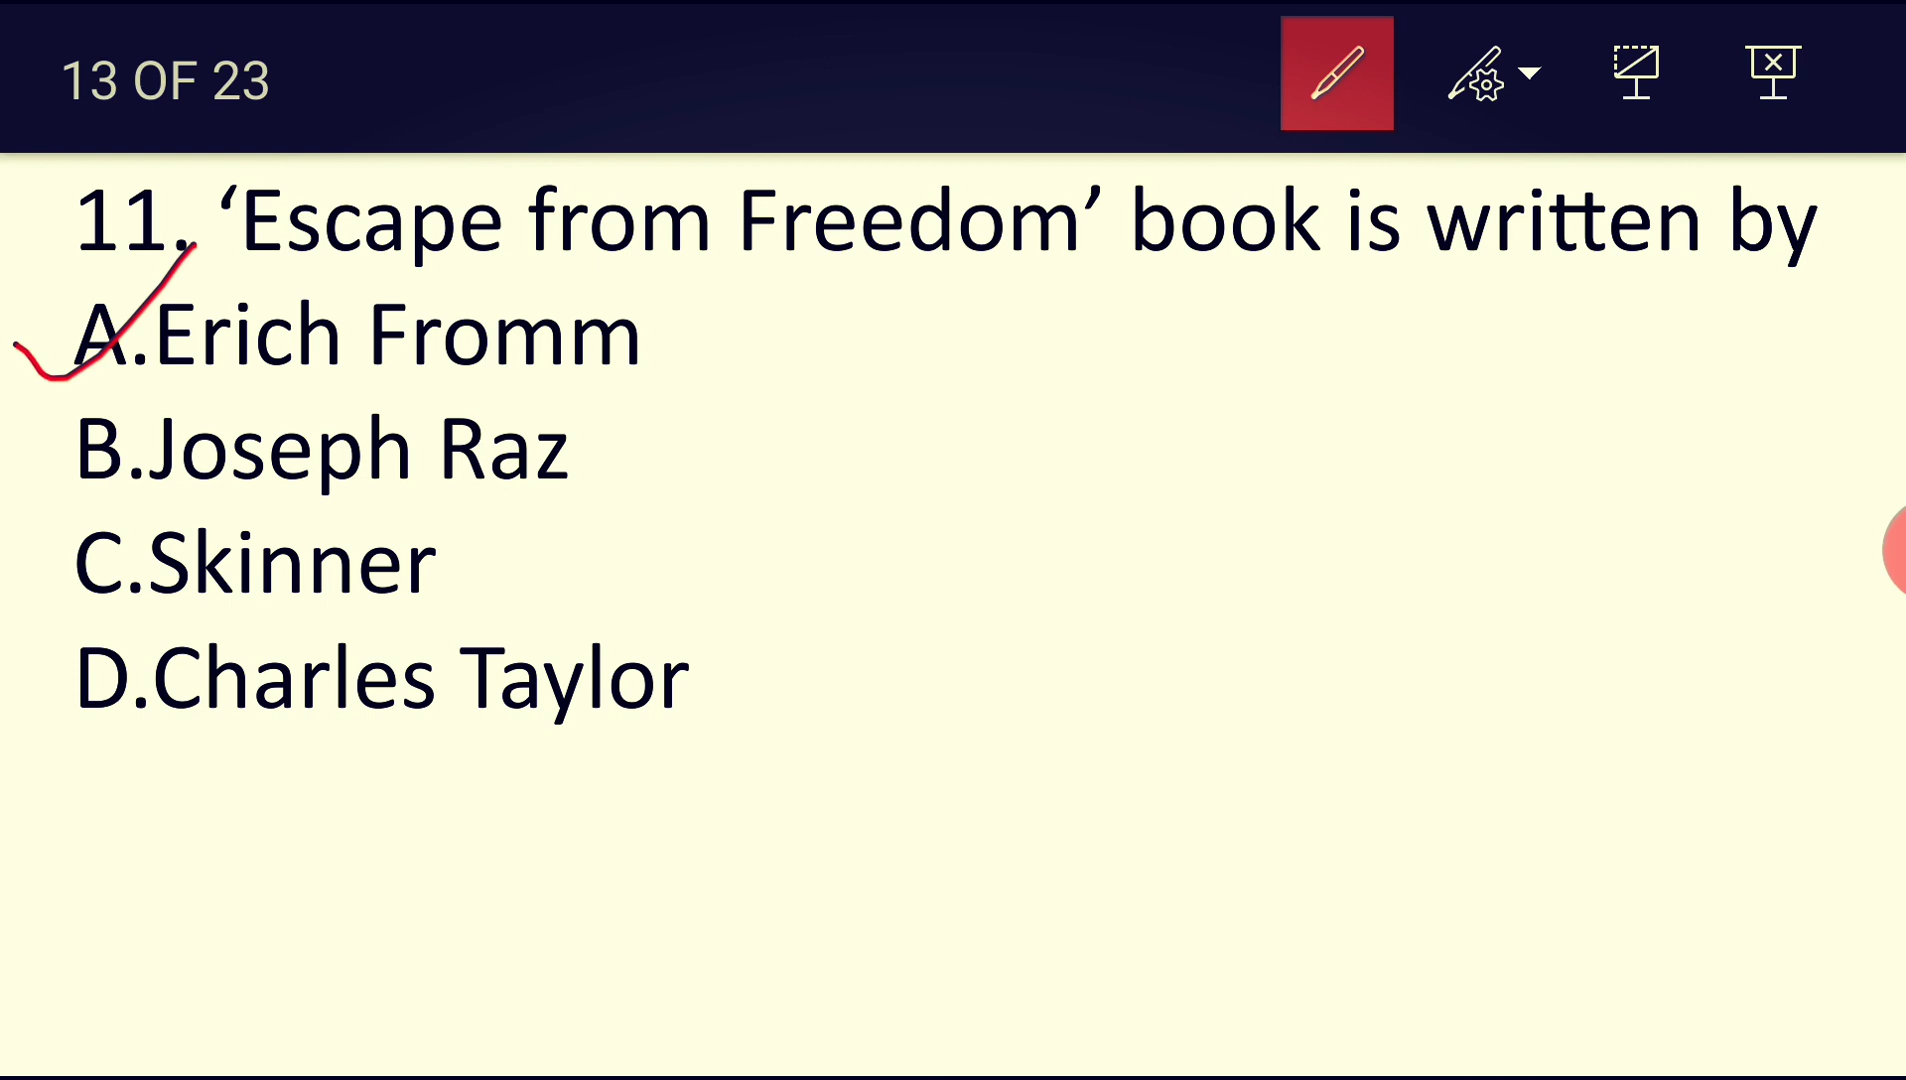 13 OF 23
11. ‘Escape from Freedom’ book is written by
A.Erich Fromm
B.Joseph Raz
C.Skinner
D.Charles Taylor